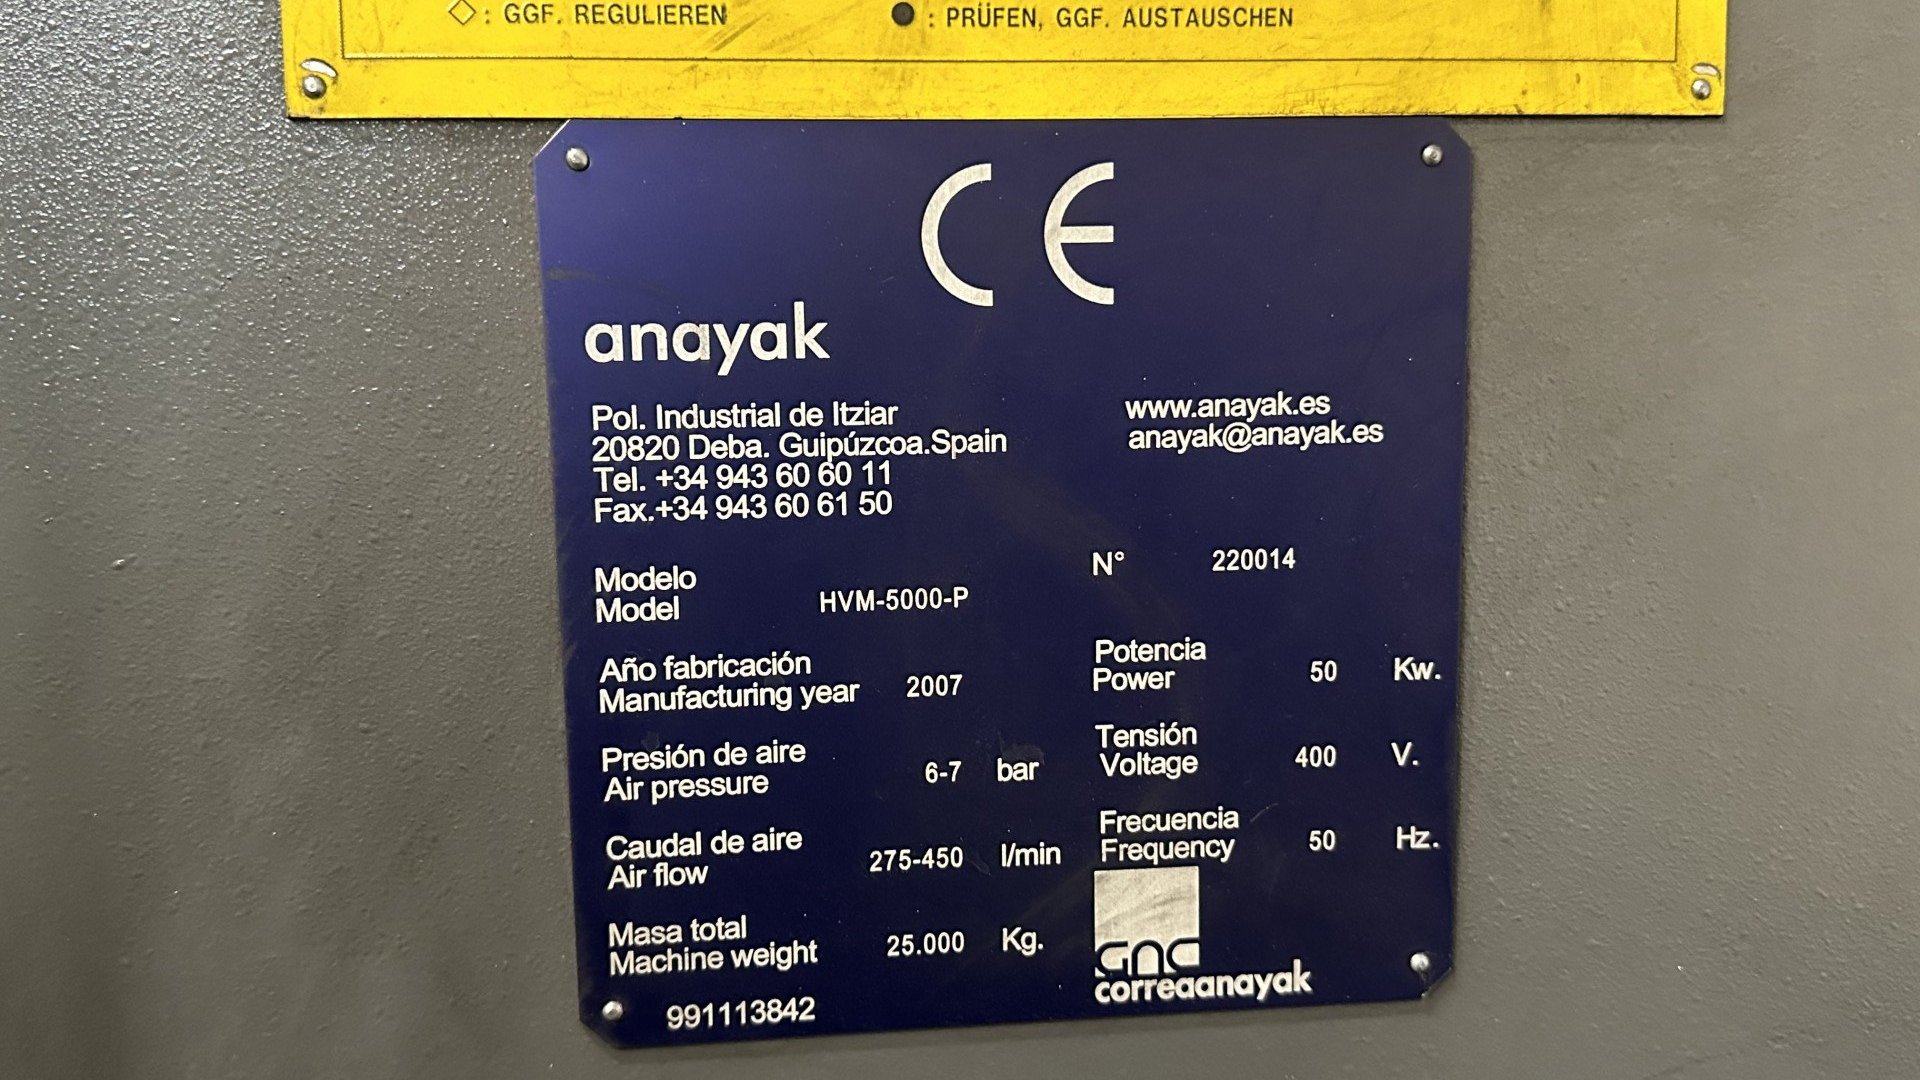 ◇: GGF. REGULIEREN ●: PRÜFEN, GGF. AUSTAUSCHEN
CE
anayak
Pol. Industrial de Itziar
20820 Deba. Guipúzcoa.Spain
Tel. +34 943 60 60 11
Fax.+34 943 60 61 50
www.anayak.es
anayak@anayak.es
Modelo
Model HVM-5000-P
N° 220014
Año fabricación
Manufacturing year 2007
Potencia
Power 50 Kw.
Presión de aire
Air pressure 6-7 bar
Tensión
Voltage 400 V.
Caudal de aire
Air flow 275-450 l/min
Frecuencia
Frequency 50 Hz.
Masa total
Machine weight 25.000 Kg.
GNC
correaanayak
991113842